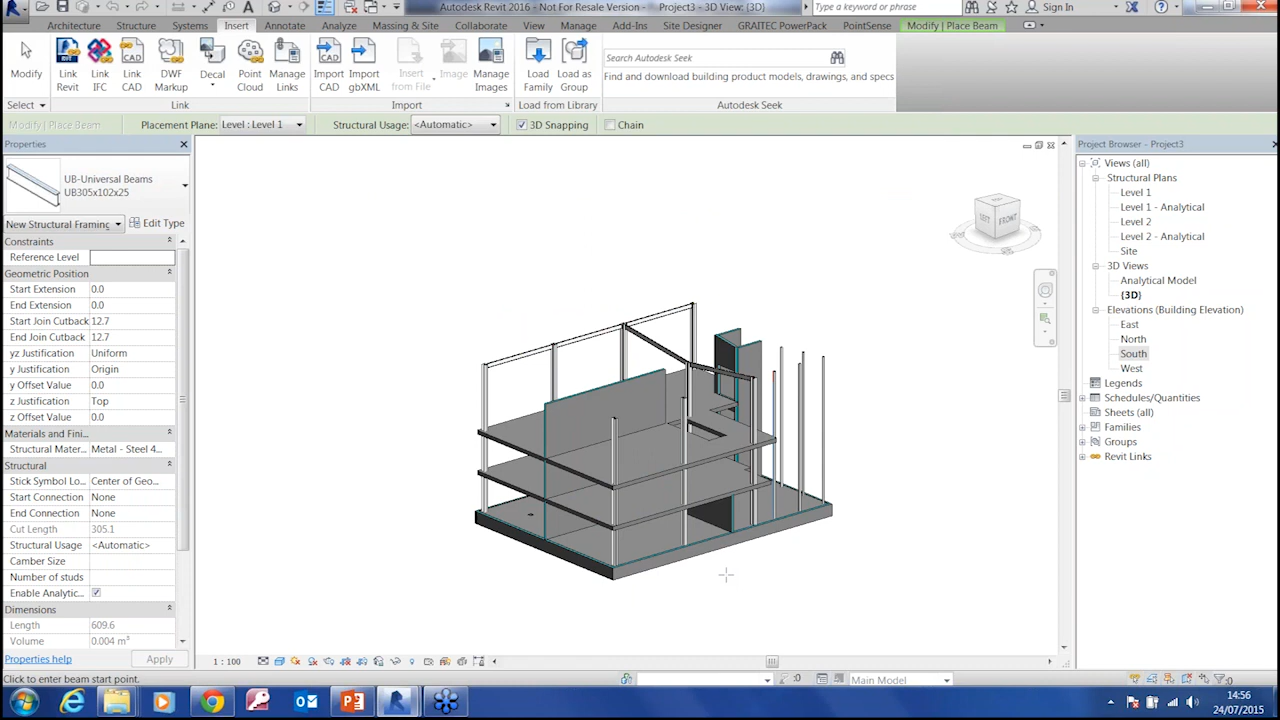 Autodesk Revit 2016 - Not For Resale Version - Project3 - 3D View: {3D}
Type a keyword or phrase
Sign In
Architecture Structure Systems Insert Annotate Analyze Massing & Site Collaborate View Manage Add-Ins Site Designer GRAITEC PowerPack PointSense Modify | Place Beam
Modify
Link Revit
Link IFC
Link CAD
DWF Markup
Decal
Point Cloud
Manage Links
Import CAD
Import gbXML
Insert from File
Image
Manage Images
Load Family
Load as Group
Search Autodesk Seek
Find and download building product models, drawings, and specs
Select Link Import Load from Library Autodesk Seek
Modify | Place Beam Placement Plane: Level : Level 1 Structural Usage: <Automatic> 3D Snapping Chain
Properties
UB-Universal Beams
UB305x102x25
New Structural Framing Edit Type
Constraints
Reference Level
Geometric Position
Start Extension 0.0
End Extension 0.0
Start Join Cutback 12.7
End Join Cutback 12.7
yz Justification Uniform
y Justification Origin
y Offset Value 0.0
z Justification Top
z Offset Value 0.0
Materials and Fini...
Structural Mater... Metal - Steel 4...
Structural
Stick Symbol Lo... Center of Geo...
Start Connection None
End Connection None
Cut Length 305.1
Structural Usage <Automatic>
Camber Size
Number of studs
Enable Analytic...
Dimensions
Length 609.6
Volume 0.004 m³
Properties help Apply
LEFT FRONT
Project Browser - Project3
Views (all)
Structural Plans
Level 1
Level 1 - Analytical
Level 2
Level 2 - Analytical
Site
3D Views
Analytical Model
{3D}
Elevations (Building Elevation)
East
North
South
West
Legends
Schedules/Quantities
Sheets (all)
Families
Groups
Revit Links
1 : 100
Click to enter beam start point.
:0
Main Model
:0
14:56
24/07/2015